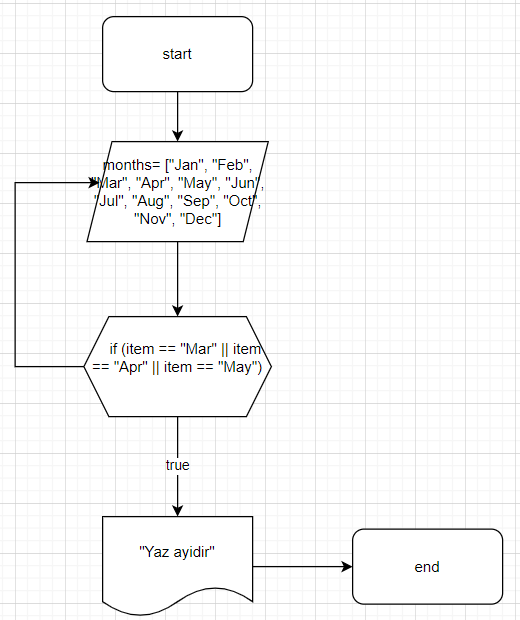 start
months= ["Jan", "Feb",
"Mar", "Apr", "May", "Jun",
"Jul", "Aug", "Sep", "Oct",
"Nov", "Dec"]
if (item == "Mar" || item
== "Apr" || item == "May")
true
"Yaz ayidir"
end